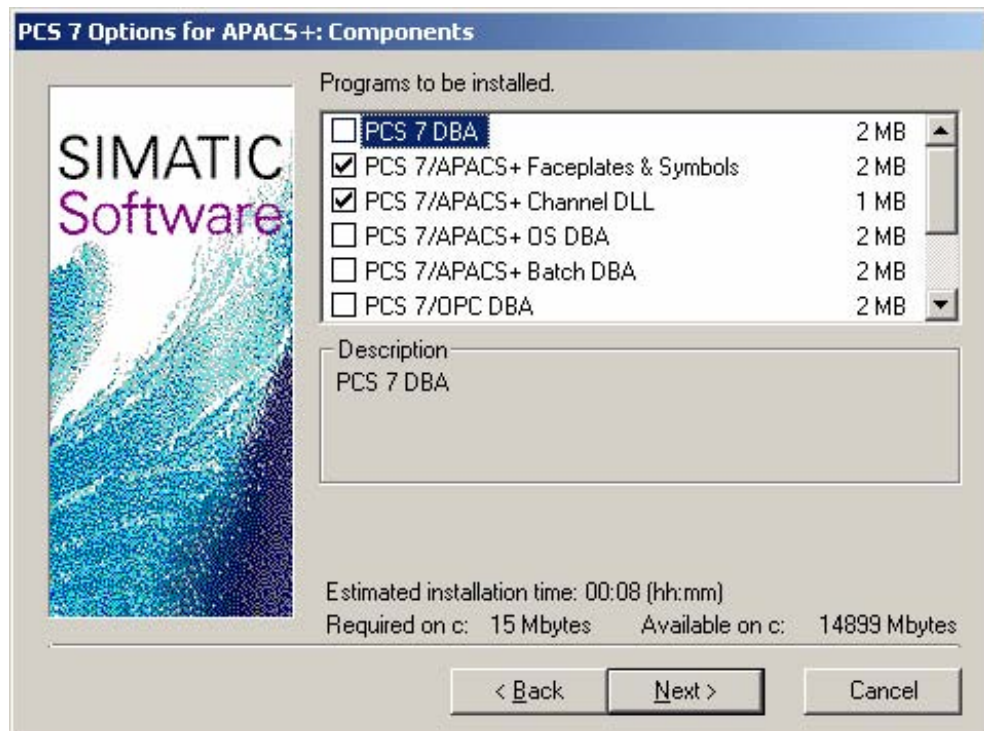 PCS 7 Options for APACS+: Components
SIMATIC
Software
Programs to be installed.
PCS 7 DBA 2 MB
PCS 7/APACS+ Faceplates & Symbols 2 MB
PCS 7/APACS+ Channel DLL 1 MB
PCS 7/APACS+ OS DBA 2 MB
PCS 7/APACS+ Batch DBA 2 MB
PCS 7/OPC DBA 2 MB
Description
PCS 7 DBA
Estimated installation time: 00:08 (hh:mm)
Required on c: 15 Mbytes Available on c: 14899 Mbytes
< Back Next > Cancel